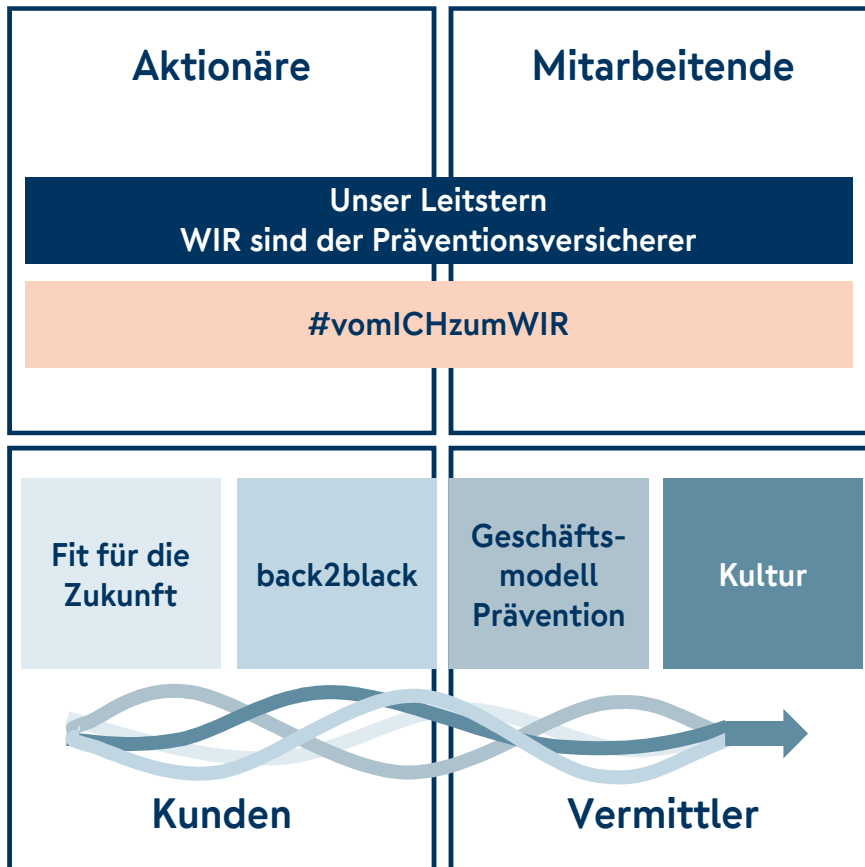 Aktionäre
Mitarbeitende
Unser Leitstern
WIR sind der Präventionsversicherer
#vomICHzumWIR
Fit für die
Zukunft
back2black
Geschäfts-
modell
Prävention
Kultur
Kunden
Vermittler